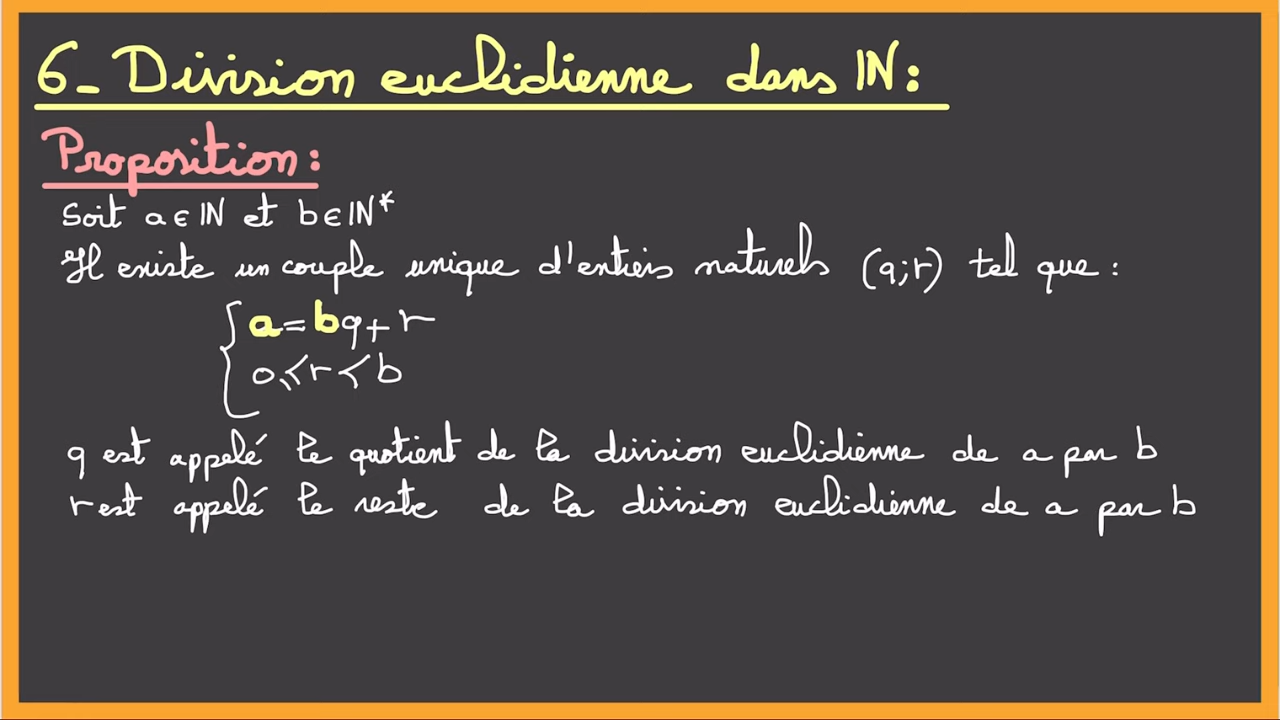 6_ Division euclidienne dans IN:
Proposition:
Soit a ∈ IN et b ∈ IN*
Il existe un couple unique d'entiers naturels (q;r) tel que :
a = bq + r
0 ≤ r < b
q est appelé le quotient de la division euclidienne de a par b
r est appelé le reste de la division euclidienne de a par b